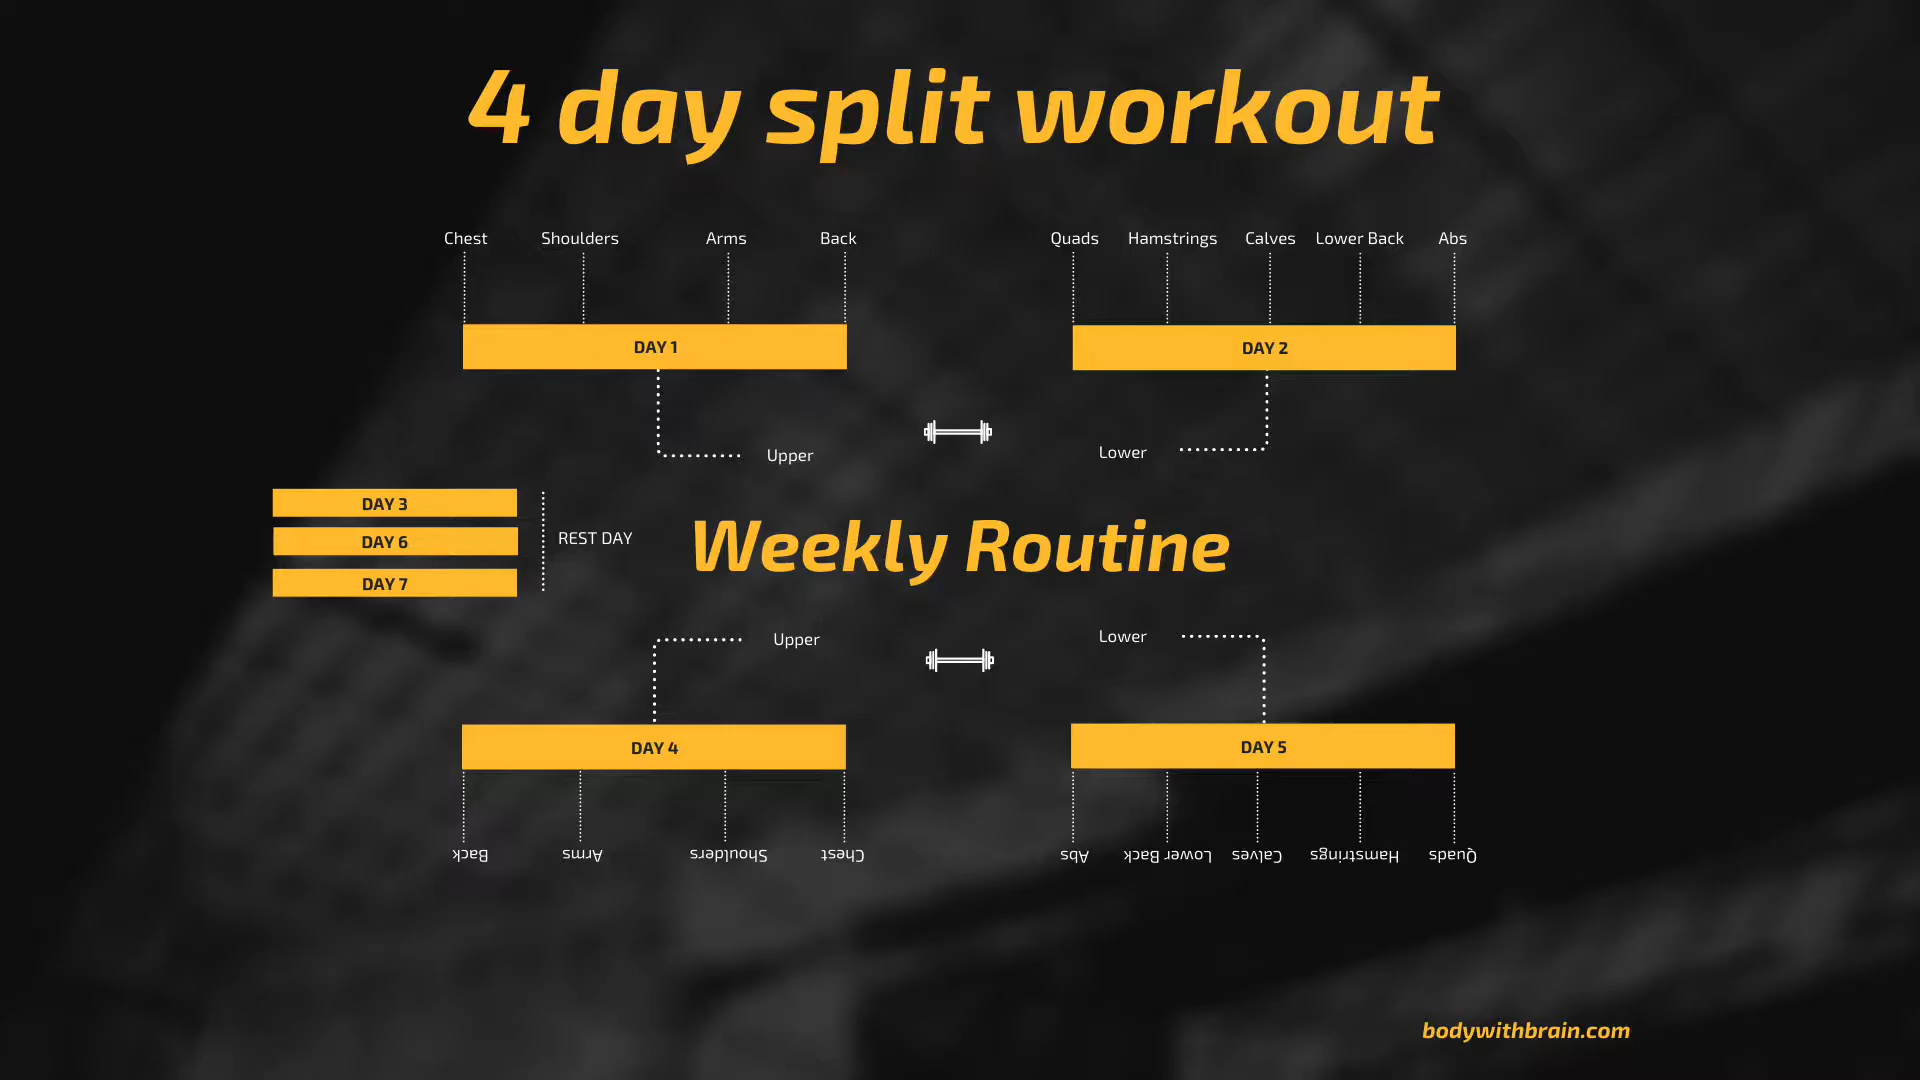 4 day split workout
Chest Shoulders Arms Back
Quads Hamstrings Calves Lower Back Abs
DAY 1
DAY 2
Upper
Lower
DAY 3
DAY 6
DAY 7
REST DAY
Weekly Routine
Upper
Lower
DAY 4
DAY 5
Back Arms Shoulders Chest
Abs Lower Back Calves Hamstrings Quads
bodywithbrain.com